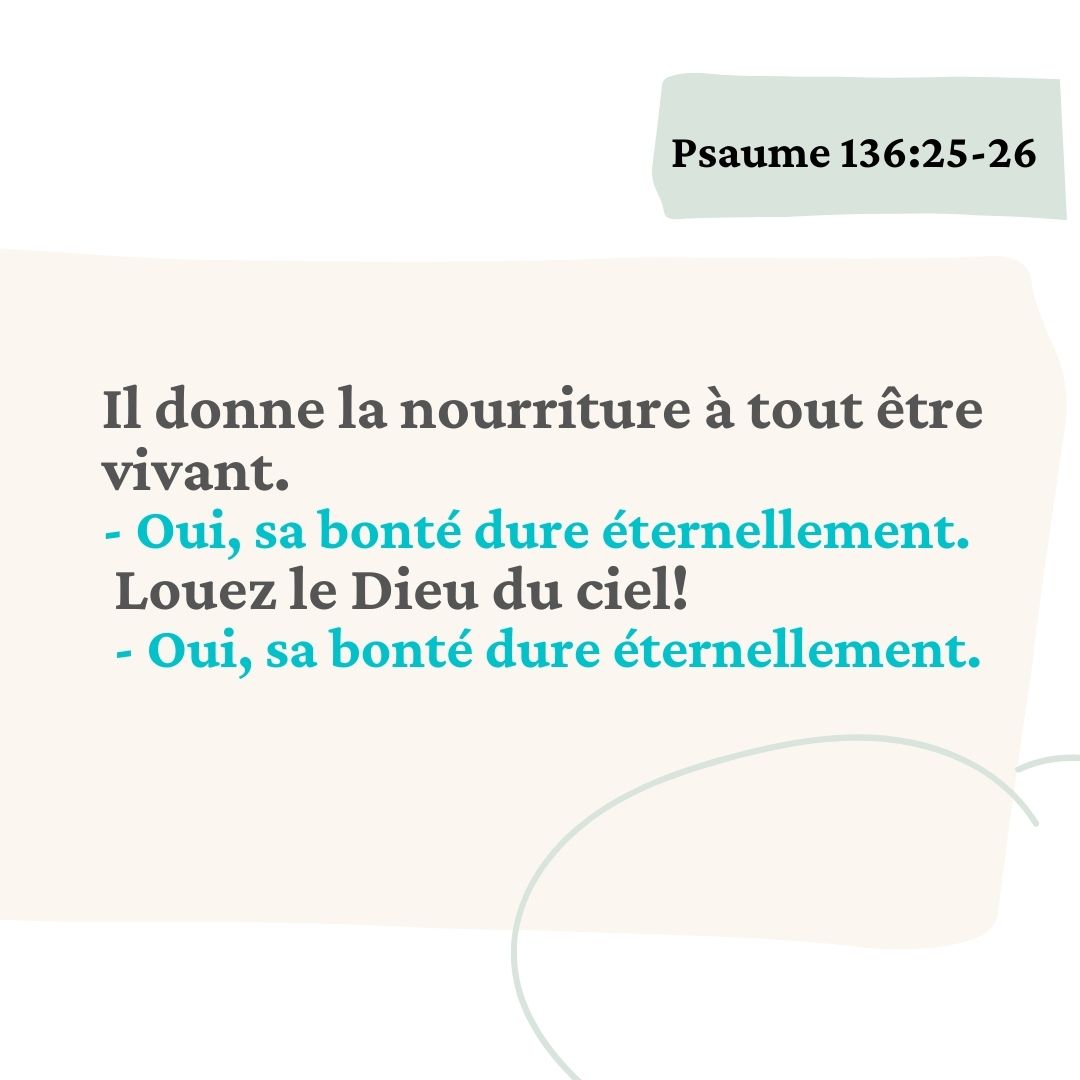 Psaume 136:25-26
Il donne la nourriture à tout être
vivant.
- Oui, sa bonté dure éternellement.
Louez le Dieu du ciel!
- Oui, sa bonté dure éternellement.